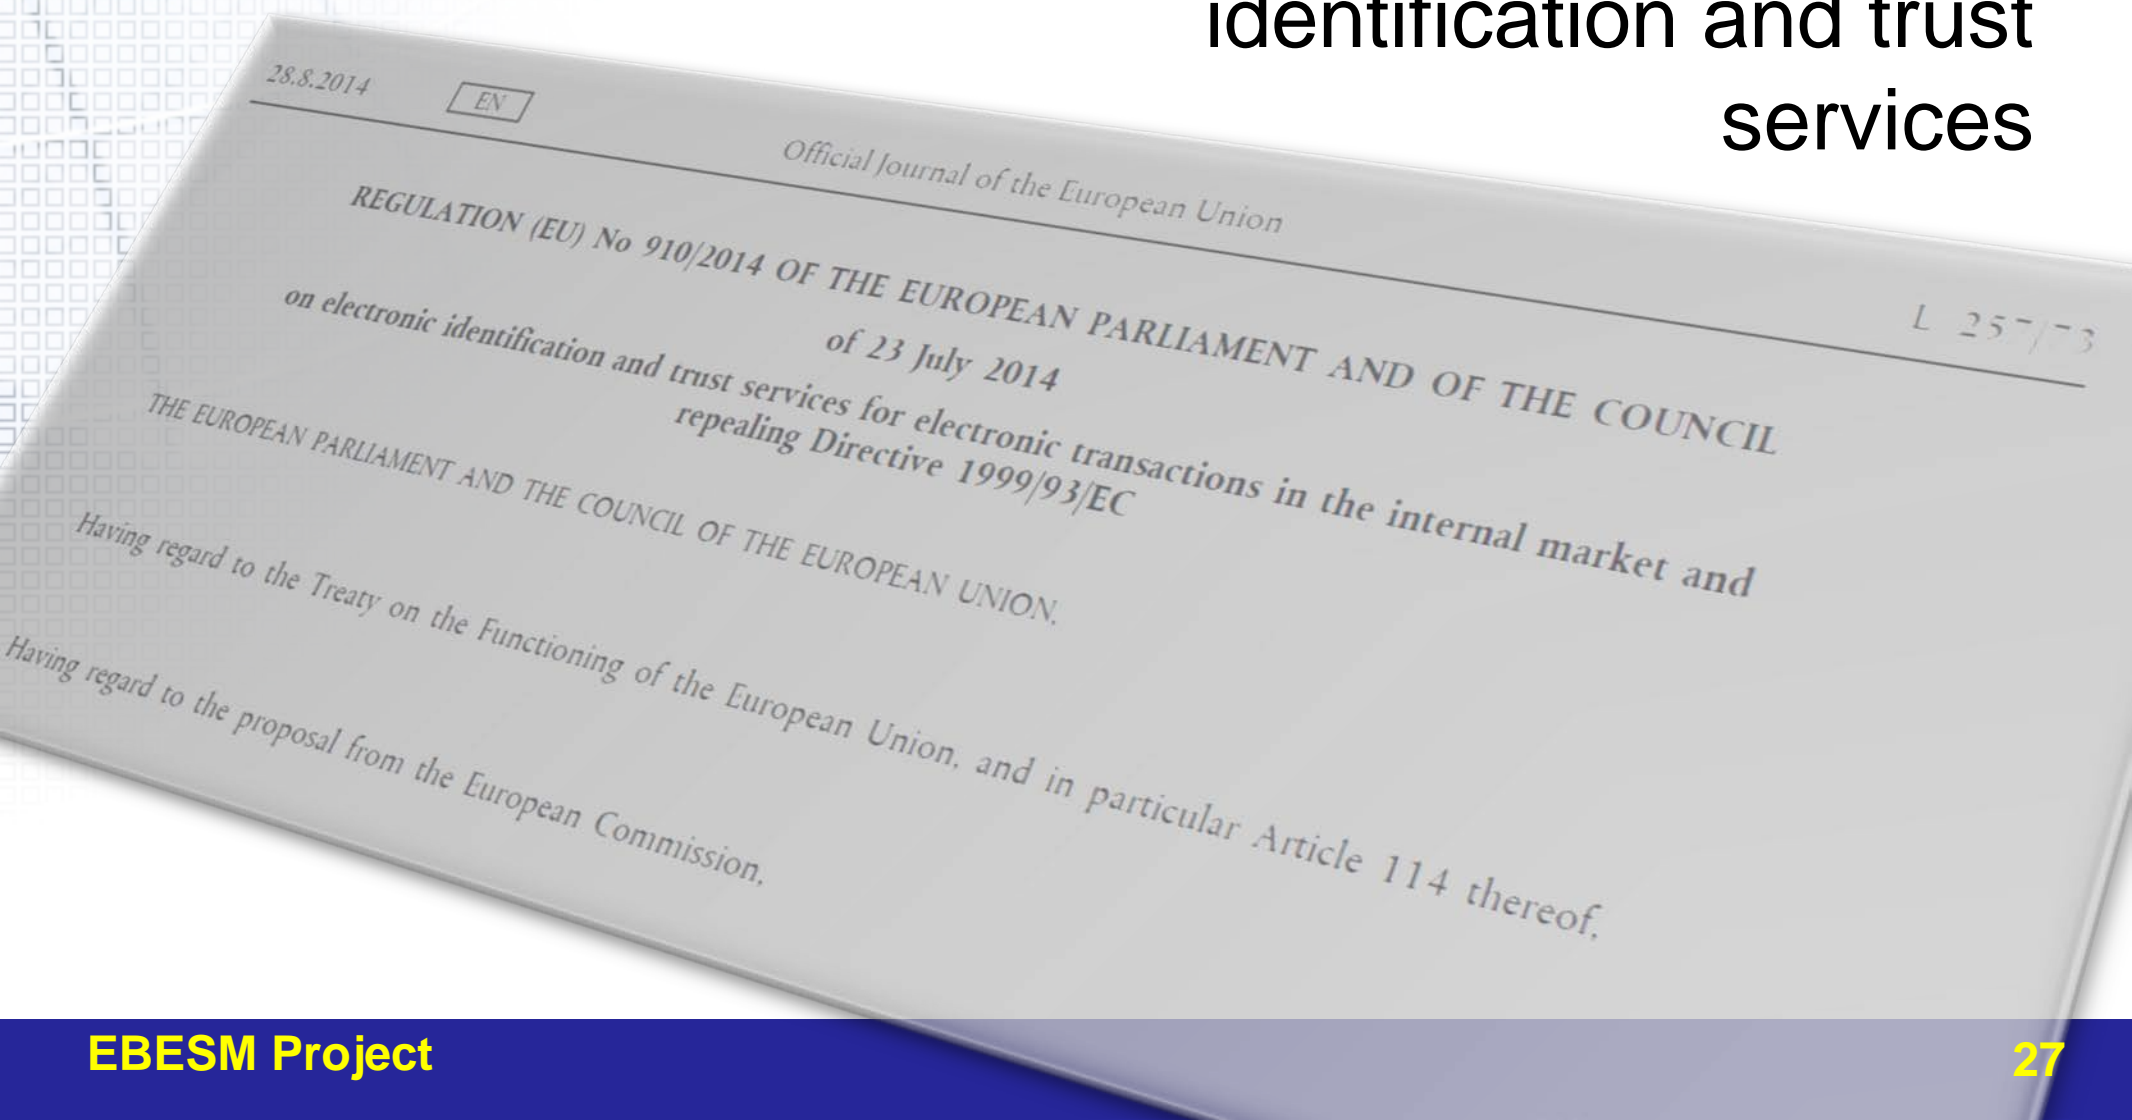 identification and trust
services
28.8.2014
EN
Official Journal of the European Union
L 257/73
REGULATION (EU) No 910/2014 OF THE EUROPEAN PARLIAMENT AND OF THE COUNCIL
of 23 July 2014
on electronic identification and trust services for electronic transactions in the internal market and
repealing Directive 1999/93/EC
THE EUROPEAN PARLIAMENT AND THE COUNCIL OF THE EUROPEAN UNION,
Having regard to the Treaty on the Functioning of the European Union, and in particular Article 114 thereof,
Having regard to the proposal from the European Commission,
EBESM Project
27